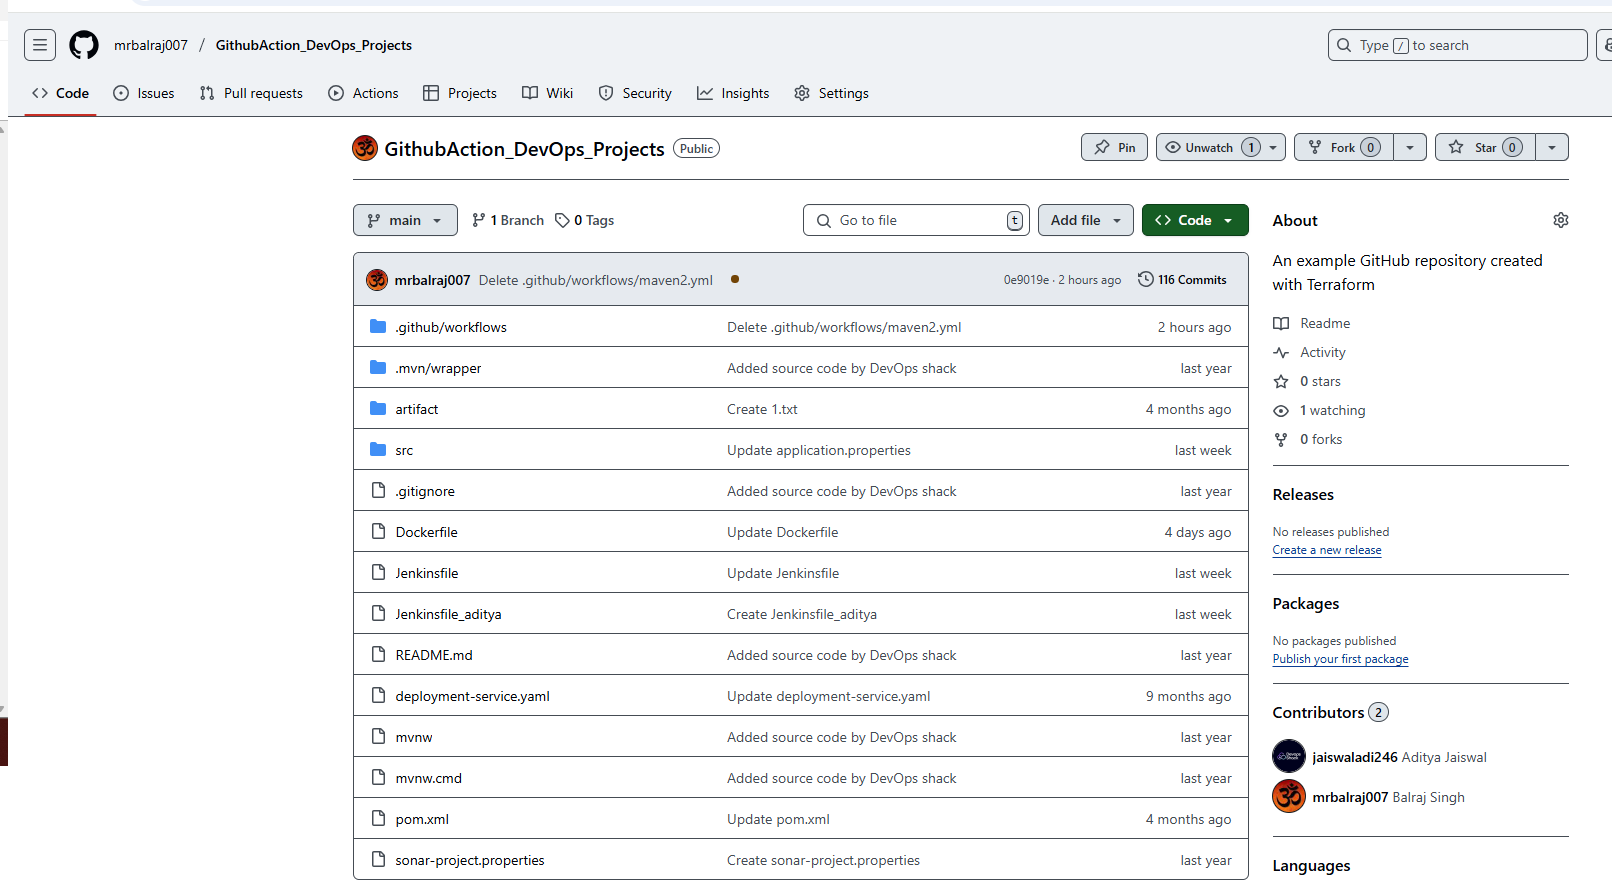 mrbalraj007 / GithubAction_DevOps_Projects
Type / to search
Code Issues Pull requests Actions Projects Wiki Security Insights Settings
GithubAction_DevOps_Projects Public
Pin Unwatch 1 Fork 0 Star 0
main 1 Branch 0 Tags Go to file t Add file Code
mrbalraj007 Delete .github/workflows/maven2.yml 0e9019e · 2 hours ago 116 Commits
.github/workflows Delete .github/workflows/maven2.yml 2 hours ago
.mvn/wrapper Added source code by DevOps shack last year
artifact Create 1.txt 4 months ago
src Update application.properties last week
.gitignore Added source code by DevOps shack last year
Dockerfile Update Dockerfile 4 days ago
Jenkinsfile Update Jenkinsfile last week
Jenkinsfile_aditya Create Jenkinsfile_aditya last week
README.md Added source code by DevOps shack last year
deployment-service.yaml Update deployment-service.yaml 9 months ago
mvnw Added source code by DevOps shack last year
mvnw.cmd Added source code by DevOps shack last year
pom.xml Update pom.xml 4 months ago
sonar-project.properties Create sonar-project.properties last year
About
An example GitHub repository created
with Terraform
Readme
Activity
0 stars
1 watching
0 forks
Releases
No releases published
Create a new release
Packages
No packages published
Publish your first package
Contributors 2
jaiswaladi246 Aditya Jaiswal
mrbalraj007 Balraj Singh
Languages